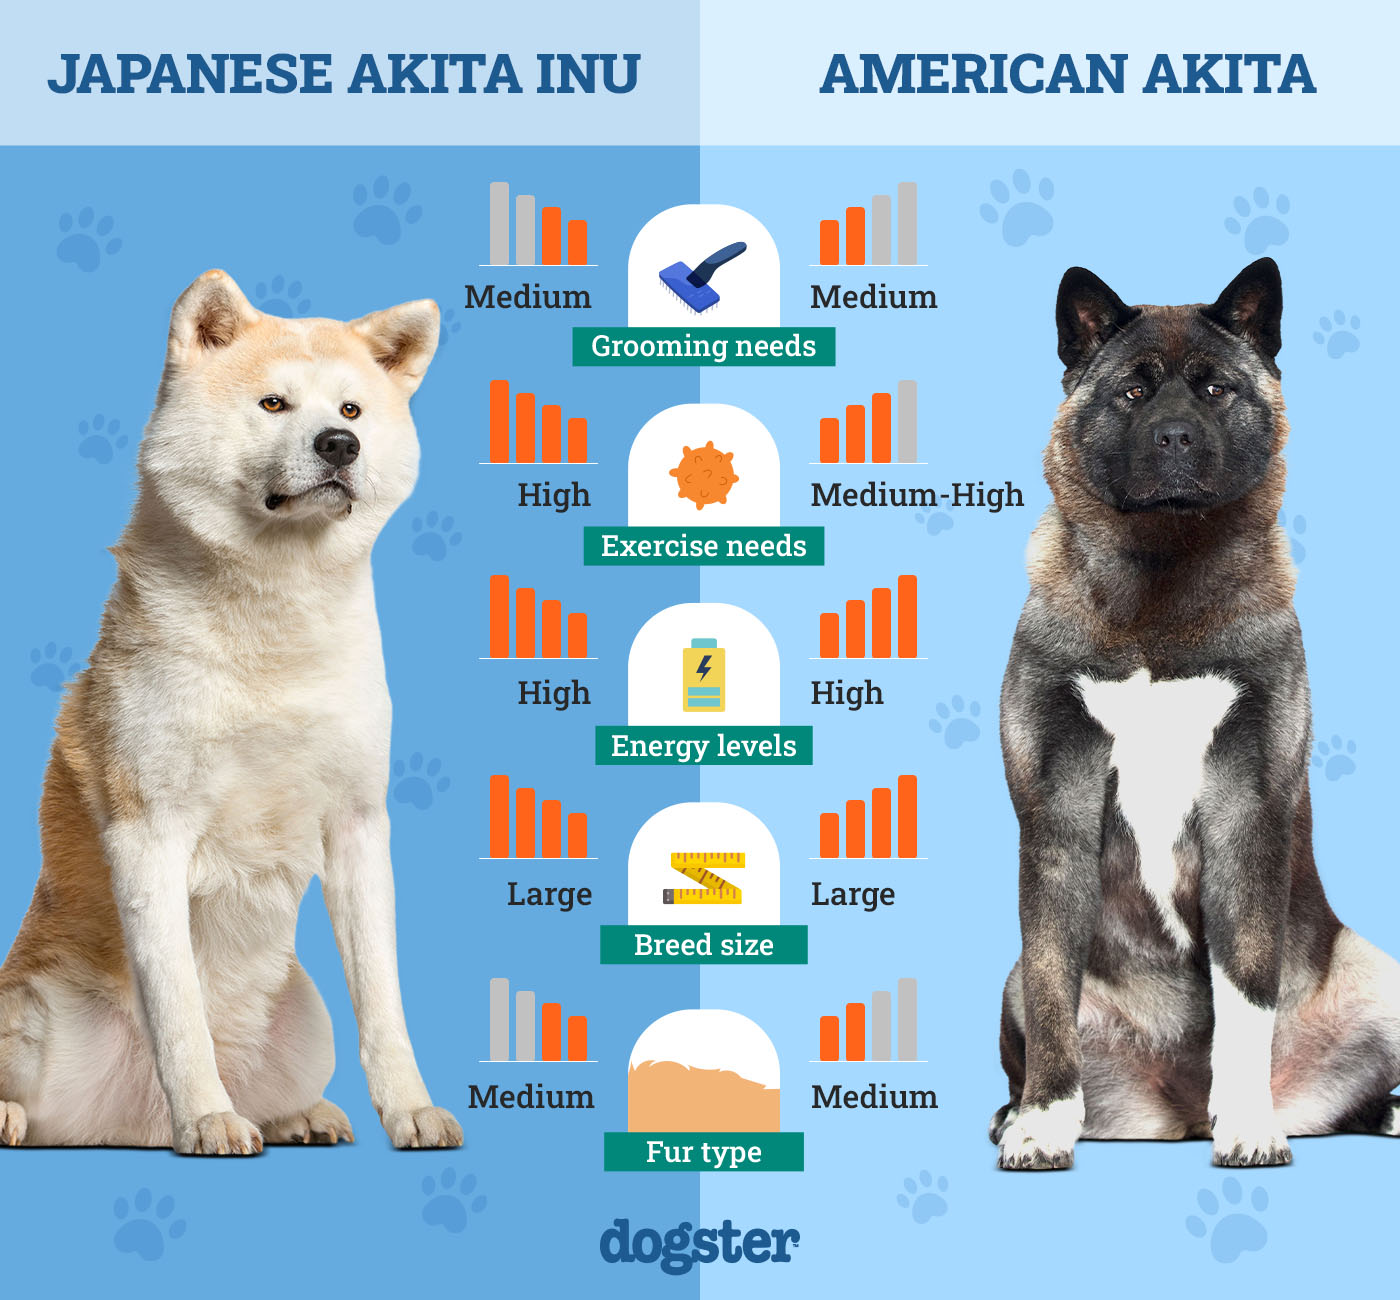 JAPANESE AKITA INU
AMERICAN AKITA
Medium
Medium
Grooming needs
High
Medium-High
Exercise needs
High
High
Energy levels
Large
Large
Breed size
Medium
Medium
Fur type
dogster™